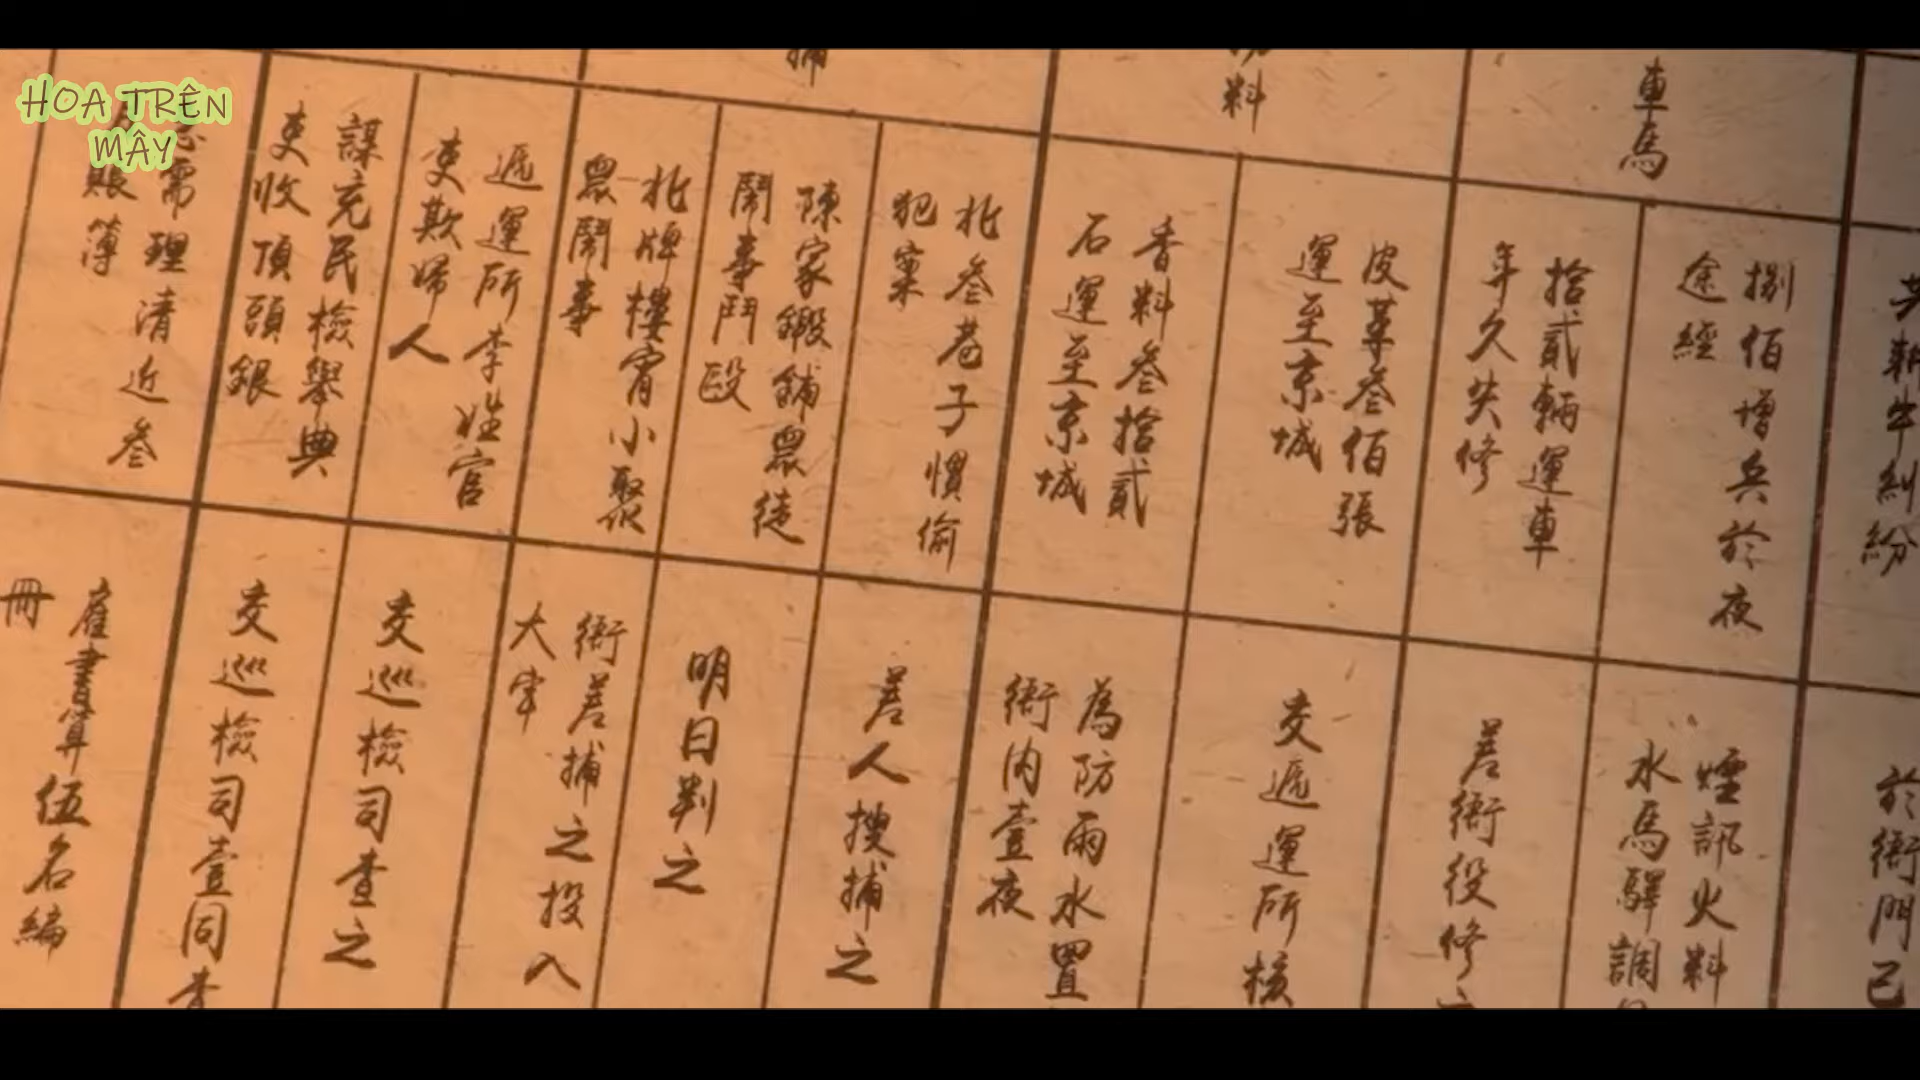 HOA TRÊN
MÂY
車馬
料
捕
糾紛
捌佰增兵於夜
途經
拾貳輛運車
年久失修
皮革叁佰張
運至京城
香料叁拾貳
石運至京城
北叁巷子慣偷
犯案
陳家鍛鋪眾徒
鬧事鬥毆
北牌樓宵小聚
眾鬧事
遞運所李姓官
吏欺婦人
謀充民檢舉典
吏收頂頭銀
急需理清近叁
賬簿
於衙門已
煙訊火料
水馬驛調
差衙役修
交遞運所核
為防雨水置
衙內壹夜
差人搜捕之
明日判之
衙差捕之投入
大牢
交巡檢司查之
交巡檢司壹同查
雇書算伍名編
冊